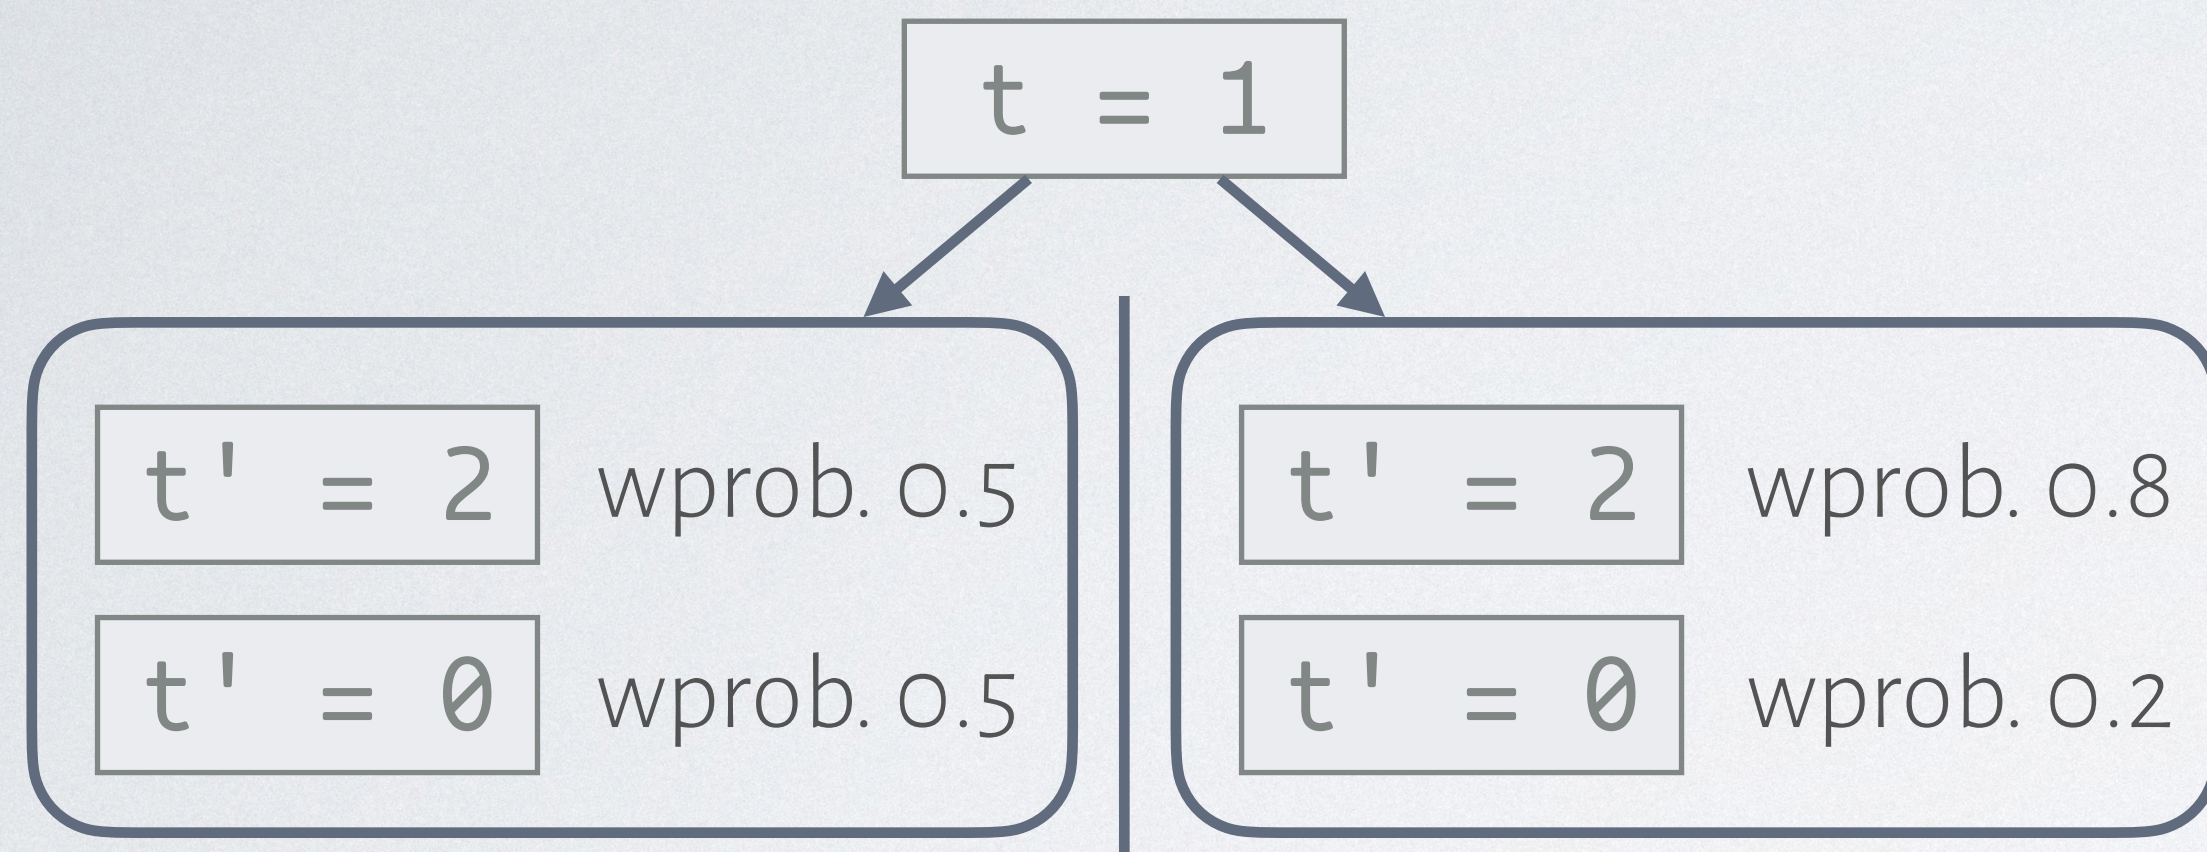 t = 1
t' = 2 wprob. 0.5
t' = 0 wprob. 0.5
t' = 2 wprob. 0.8
t' = 0 wprob. 0.2